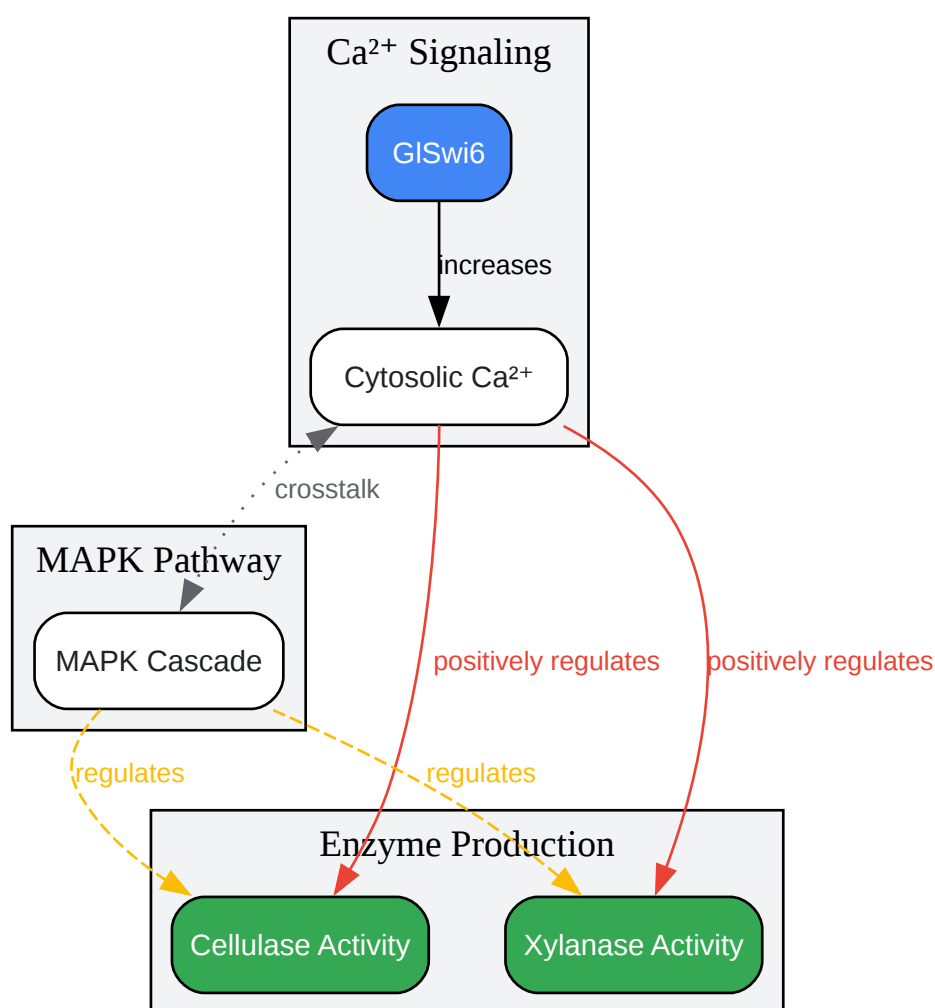 Ca²⁺ Signaling
GlSwi6
increases
Cytosolic Ca²⁺
crosstalk
MAPK Pathway
MAPK Cascade
positively regulates
positively regulates
regulates
regulates
Enzyme Production
Cellulase Activity
Xylanase Activity